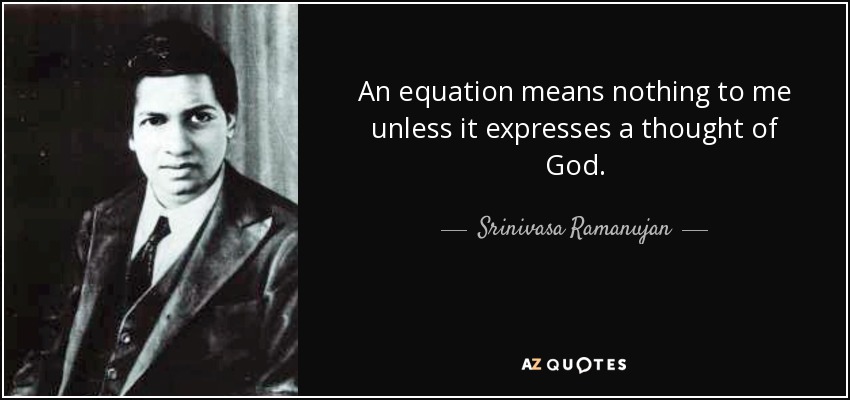 An equation means nothing to me
unless it expresses a thought of
God.
Srinivasa Ramanujan
AZ QUOTES